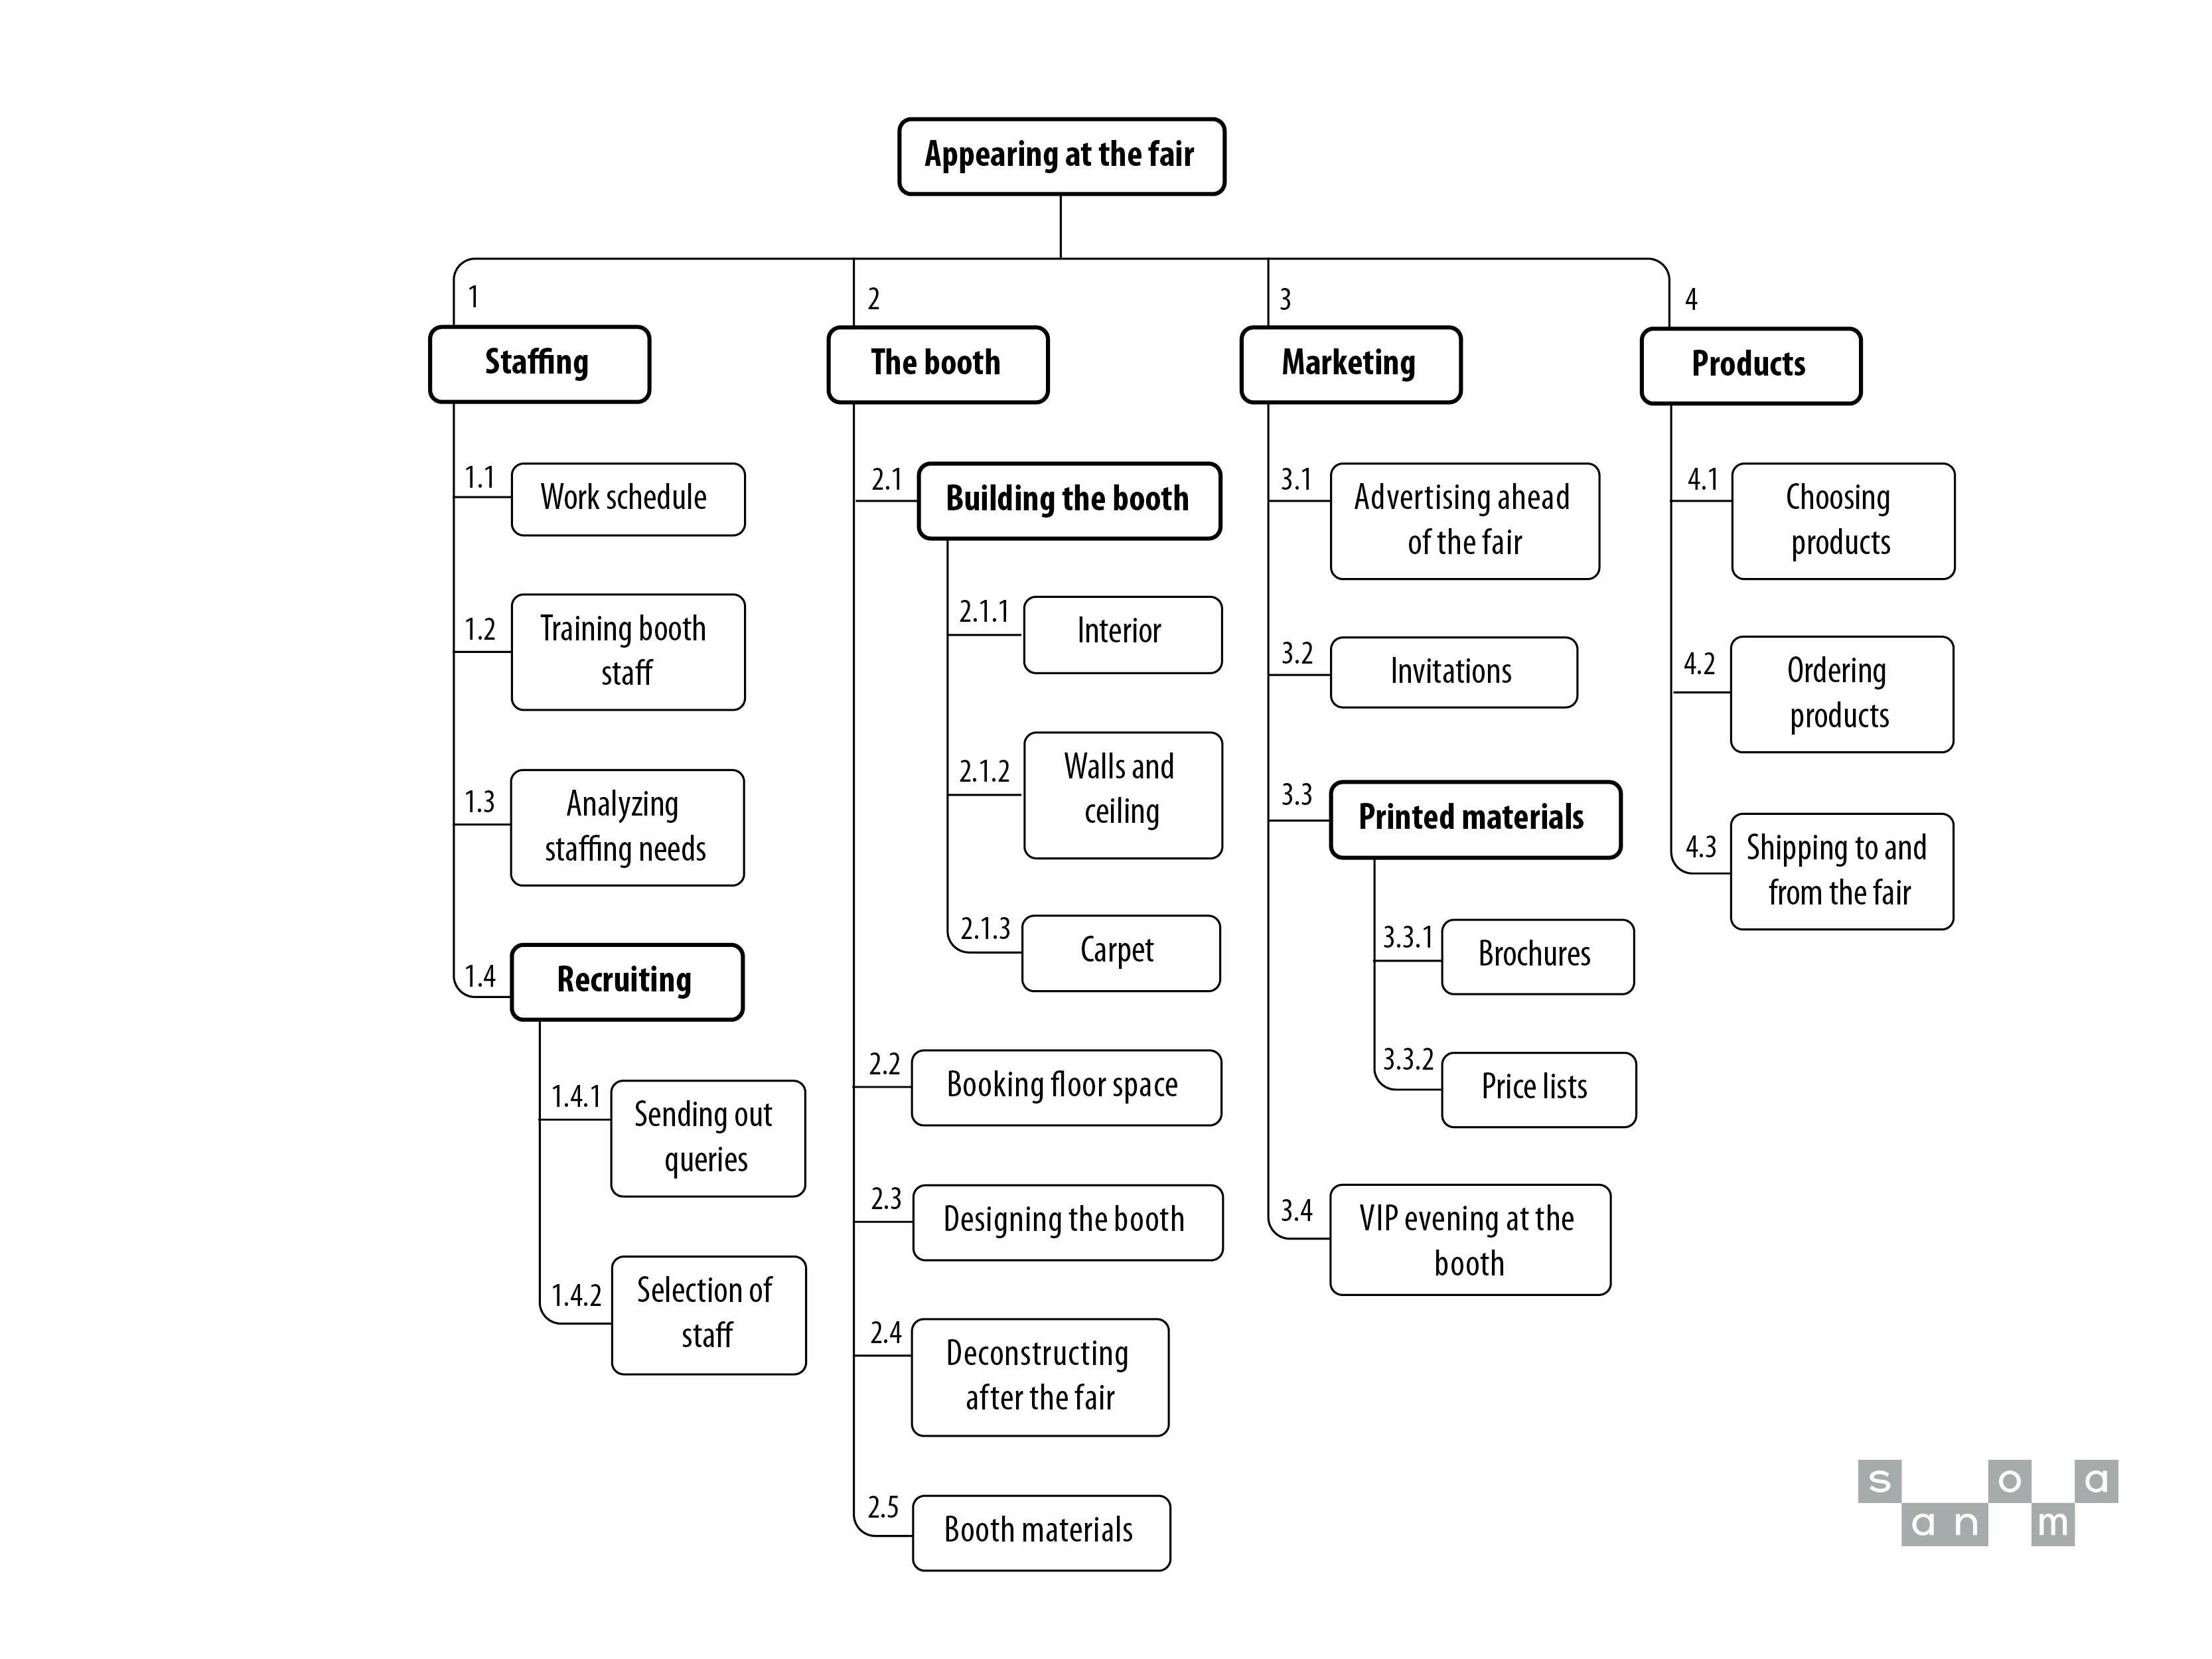 Appearing at the fair
1
Staffing
1.1
Work schedule
1.2
Training booth
staff
1.3
Analyzing
staffing needs
1.4
Recruiting
1.4.1
Sending out
queries
1.4.2
Selection of
staff
2
The booth
2.1
Building the booth
2.1.1
Interior
2.1.2
Walls and
ceiling
2.1.3
Carpet
2.2
Booking floor space
2.3
Designing the booth
2.4
Deconstructing
after the fair
2.5
Booth materials
3
Marketing
3.1
Advertising ahead
of the fair
3.2
Invitations
3.3
Printed materials
3.3.1
Brochures
3.3.2
Price lists
3.4
VIP evening at the
booth
4
Products
4.1
Choosing
products
4.2
Ordering
products
4.3
Shipping to and
from the fair
sanoma